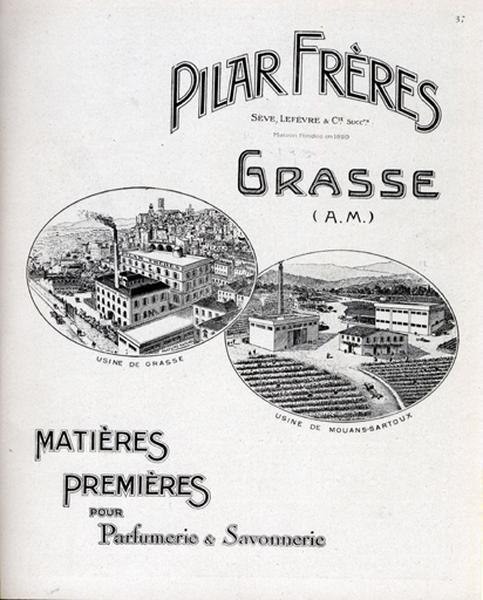 37
PILAR FRÈRES
SÈVE, LEFÈVRE & Cie SUCCrs
Maison Fondée en 1889
GRASSE
(A.M.)
USINE DE GRASSE
USINE DE MOUANS-SARTOUX
MATIÈRES
PREMIÈRES
POUR
Parfumerie & Savonnerie